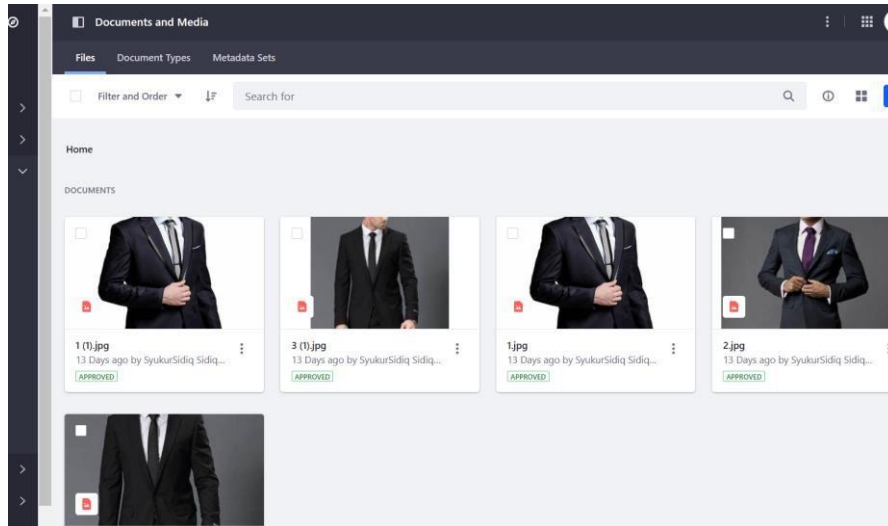 Documents and Media
Files Document Types Metadata Sets
Filter and Order Search for
Home
DOCUMENTS
1 (1).jpg 3 (1).jpg 1.jpg 2.jpg
13 Days ago by SyukurSidiq Sidiq... 13 Days ago by SyukurSidiq Sidiq... 13 Days ago by SyukurSidiq Sidiq... 13 Days ago by SyukurSidiq Sidiq...
APPROVED APPROVED APPROVED APPROVED